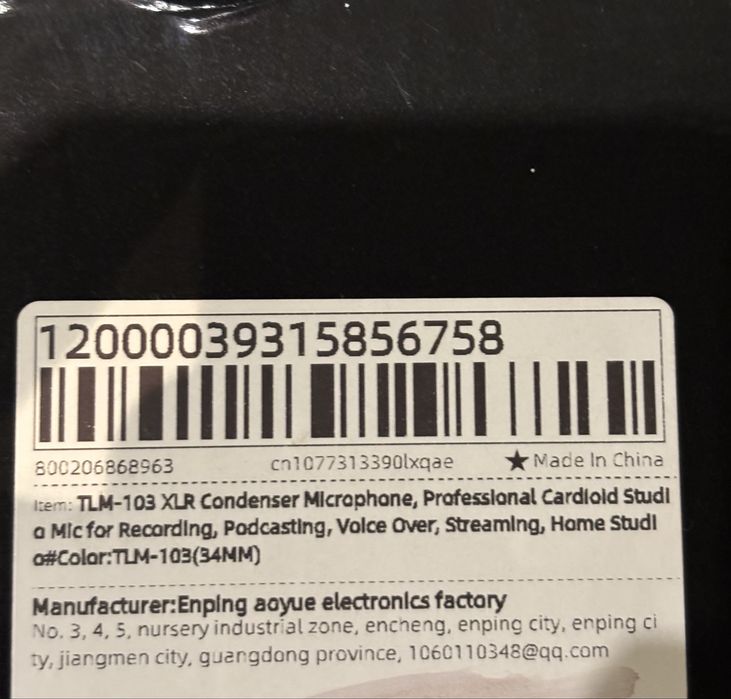 12000039315856758
800206868963 cn1077313390lxqae ★ Made In China
Item: TLM-103 XLR Condenser Microphone, Professional Cardioid Studi
o Mic for Recording, Podcasting, Voice Over, Streaming, Home Studi
o#Color:TLM-103(34MM)
Manufacturer:Enping aoyue electronics factory
No. 3, 4, 5, nursery industrial zone, encheng, enping city, enping ci
ty, jiangmen city, guangdong province, 1060110348@qq.com